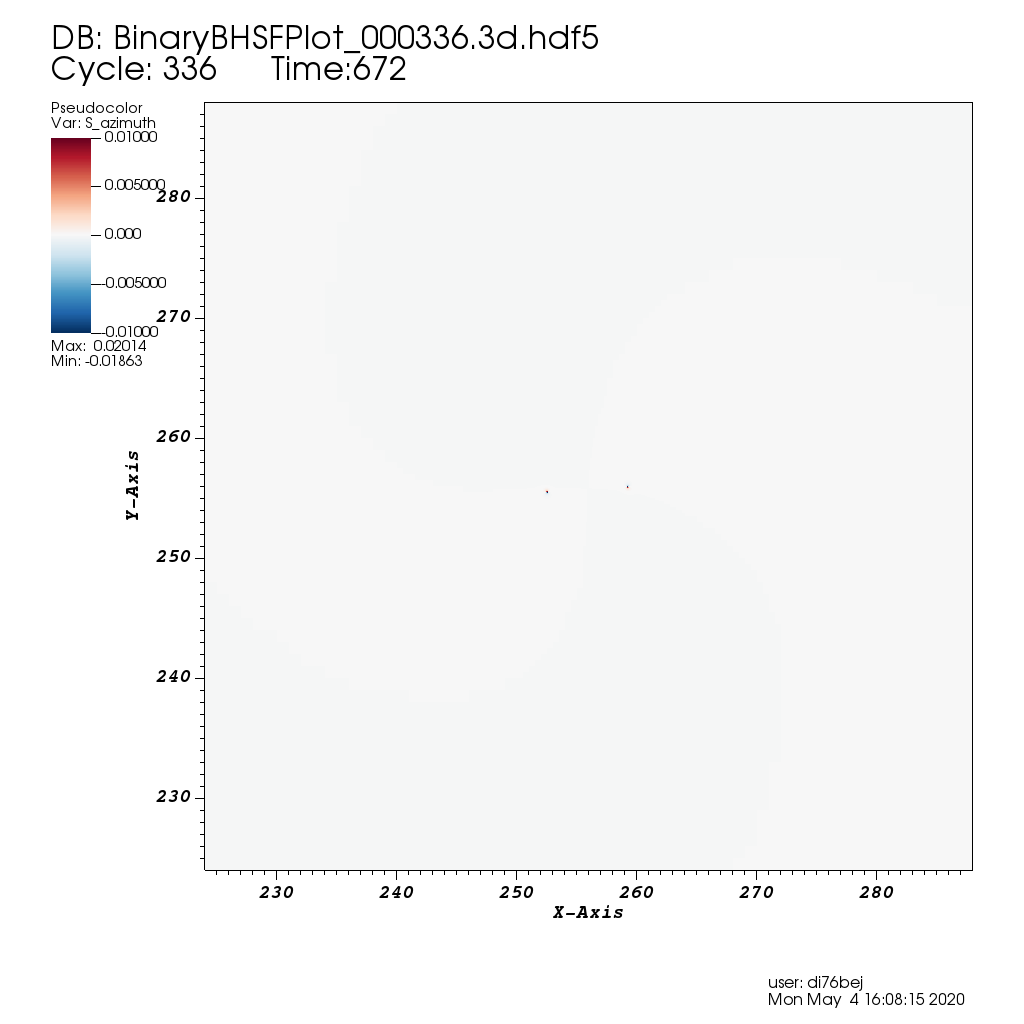 DB: BinaryBHSFPlot_000336.3d.hdf5
Cycle: 336 Time:672
Pseudocolor
Var: S_azimuth
0.01000
0.005000
0.000
-0.005000
-0.01000
Max: 0.02014
Min: -0.01863
280
270
260
250
240
230
Y-Axis
230 240 250 260 270 280
X-Axis
user: di76bej
Mon May 4 16:08:15 2020